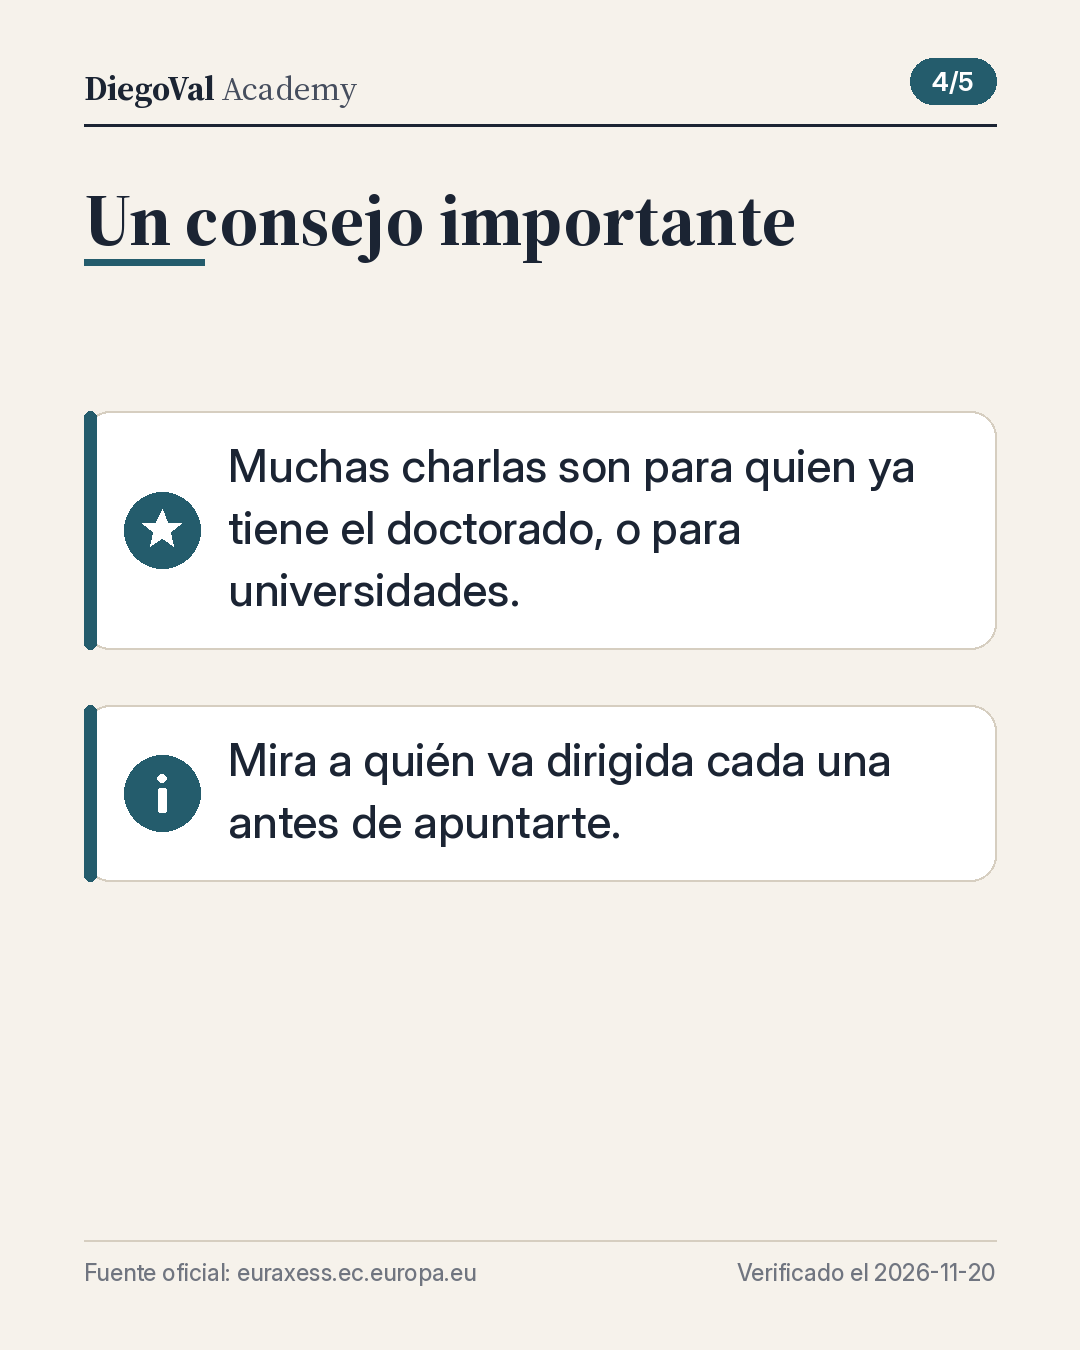 DiegoVal Academy
4/5
Un consejo importante
Muchas charlas son para quien ya
tiene el doctorado, o para
universidades.
Mira a quién va dirigida cada una
antes de apuntarte.
Fuente oficial: euraxess.ec.europa.eu
Verificado el 2026-11-20